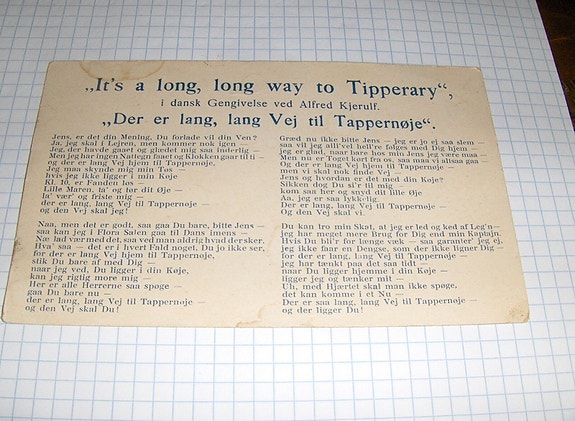 „It's a long, long way to Tipperary“,
i dansk Gengivelse ved Alfred Kjerulf.
„Der er lang, lang Vej til Tappernøje“.
Jens, er det din Mening, Du forlade vil din Ven?
Ja, jeg skal i Lejren, men kommer nok igen —
Jeg, der havde gaaet og glædet mig saa inderlig —
Men jeg har ingen Nattegn faaet og Klokken gaar til ti —
og der er lang Vej hjem til Tappernøje,
Jeg maa skynde mig min Tøs —
hvis jeg ikke ligger i min Køje
Kl. 10, er Fanden løs —
Lille Maren, ta' og tør dit Øje —
la' vær' og friste mig —
der er lang, lang Vej til Tappernøje —
og den Vej skal jeg!
Naa, men det er godt, saa gaa Du bare, bitte Jens —
saa kan jeg i Flora Salen gaa til Dans imens —
Næ lad vær med det, saa ved man aldrig hvad der sker,
Hva' saa — det er i hvert Fald noget, Du jo ikke ser,
for der er lang Vej hjem til Tappernøje,
stik Du bare af med Dig —
naar jeg ved, Du ligger i din Køje,
kan jeg rigtig more mig —
Her er alle Herrerne saa spøge —
gaa Du bare nu —
der er lang, lang Vej til Tappernøje —
og den Vej skal Du!
Græd nu ikke bitte Jens — jeg er jo ej saa slem —
saa vil jeg alli'vel hell're følges med Dig hjem —
jeg er glad, naar bare hos min Jens jeg være maa —
Men nu er Toget kørt fra os, saa maa vi altsaa gaa —
Og der er lang Vej hjem til Tappernøje —
men vi skal nok finde Vej —
Jens og hvordan er det med din Køje?
Sikken dog Du si'r til mig —
kom saa her og snyd dit lille Øje
Aa, jeg er saa lykk-lig.
Der er lang, lang Vej til Tappernøje —
Og den Vej skal vi.
Du kan tro min Skat, at jeg er led og ked af Leg'n—
jeg har meget mere Brug for Dig end min Kaptajn.
Hvis Du bli'r for længe væk — saa garanter' jeg ej,
jeg ikke faar en Dengse, som der ikke ligner Dig —
for der er lang, lang Vej til Tappernøje —
jeg har tænkt paa det saa tidt —
naar Du ligger hjemme i din Køje —
ligger jeg og tænker mit —
Uh, med Hjærtet skal man ikke spøge,
det kan komme i et Nu —
Der er saa lang, lang Vej til Tappernøje —
og der ligger Du!